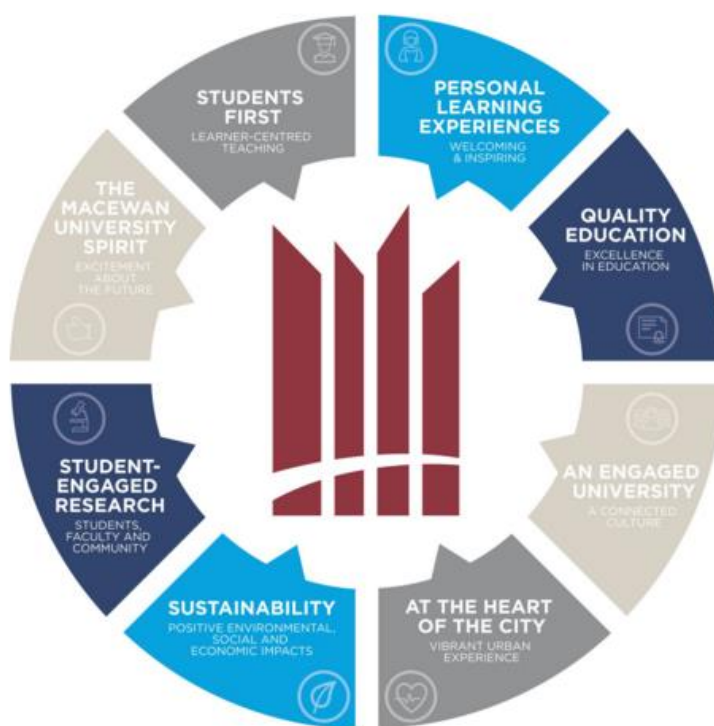 STUDENTS
FIRST
LEARNER-CENTRED
TEACHING
PERSONAL
LEARNING
EXPERIENCES
WELCOMING
& INSPIRING
QUALITY
EDUCATION
EXCELLENCE
IN EDUCATION
AN ENGAGED
UNIVERSITY
A CONNECTED
CULTURE
AT THE HEART
OF THE CITY
VIBRANT URBAN
EXPERIENCE
SUSTAINABILITY
POSITIVE ENVIRONMENTAL,
SOCIAL AND
ECONOMIC IMPACTS
STUDENT-
ENGAGED
RESEARCH
STUDENTS,
FACULTY AND
COMMUNITY
THE
MACEWAN
UNIVERSITY
SPIRIT
EXCITEMENT
ABOUT
THE FUTURE